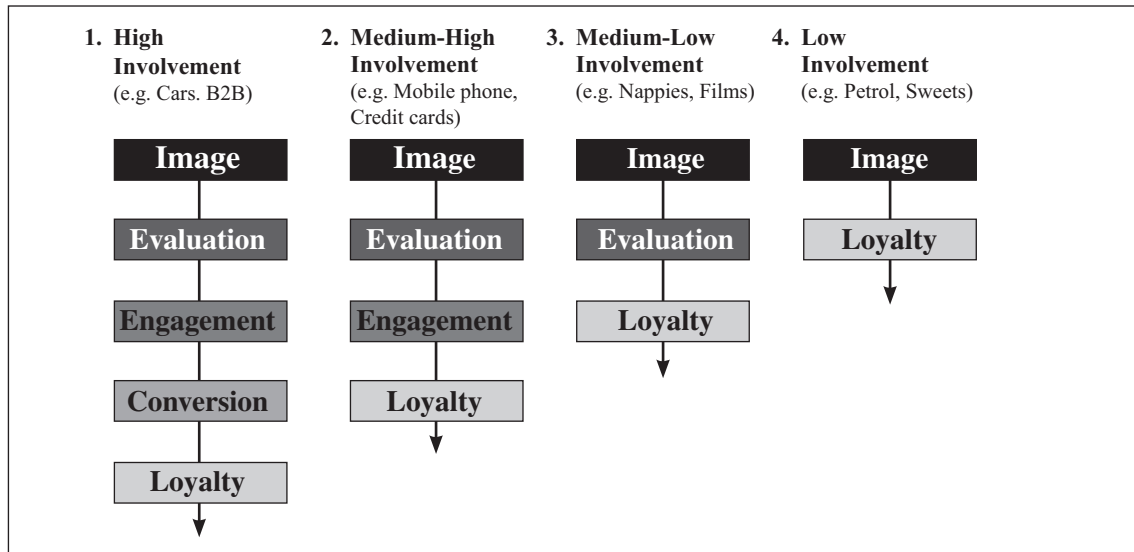 1. High
Involvement
(e.g. Cars. B2B)
Image
Evaluation
Engagement
Conversion
Loyalty
2. Medium-High
Involvement
(e.g. Mobile phone,
Credit cards)
Image
Evaluation
Engagement
Loyalty
3. Medium-Low
Involvement
(e.g. Nappies, Films)
Image
Evaluation
Loyalty
4. Low
Involvement
(e.g. Petrol, Sweets)
Image
Loyalty